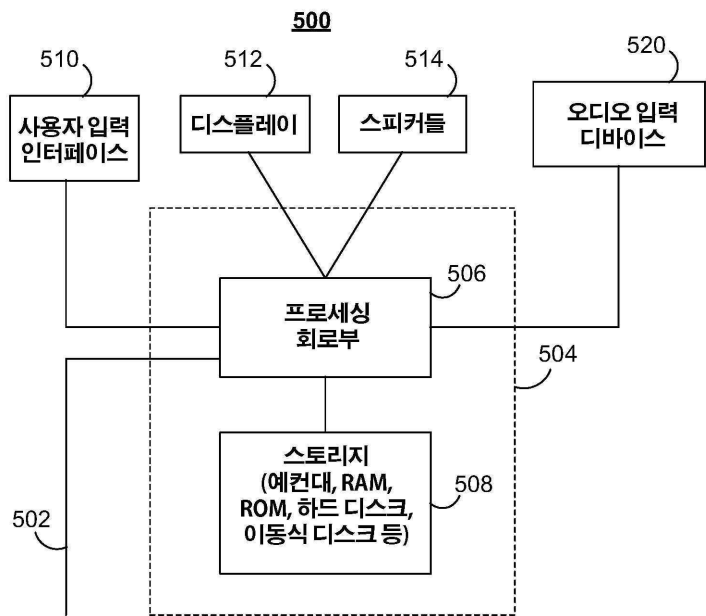 500
510
512
514
520
사용자 입력
인터페이스
디스플레이
스피커들
오디오 입력
디바이스
506
프로세싱
회로부
504
스토리지
(예컨대, RAM,
ROM, 하드 디스크,
이동식 디스크 등)
508
502